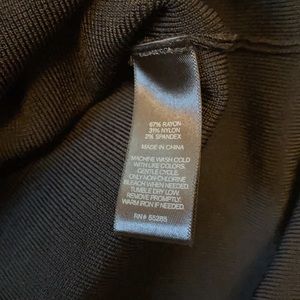 67% RAYON
31% NYLON
2% SPANDEX
MADE IN CHINA
MACHINE WASH COLD
WITH LIKE COLORS.
GENTLE CYCLE.
ONLY NON-CHLORINE
BLEACH WHEN NEEDED.
TUMBLE DRY LOW.
REMOVE PROMPTLY.
WARM IRON IF NEEDED.
RN# 55285